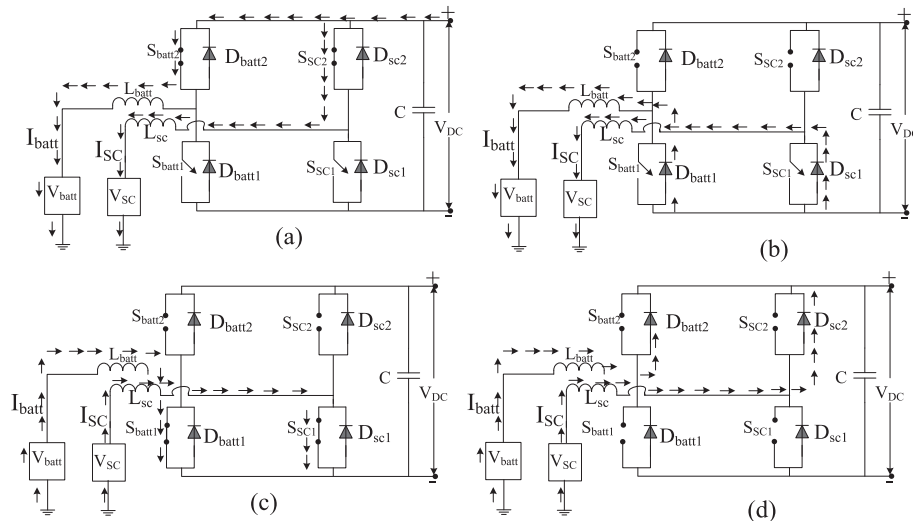 +
S_batt2
D_batt2
S_SC2
D_sc2
L_batt
C
V_DC
I_batt
L_sc
I_SC
S_batt1
D_batt1
S_SC1
D_sc1
V_batt
V_SC
-
(a)
+
S_batt2
D_batt2
S_SC2
D_sc2
L_batt
C
V_DC
I_batt
L_sc
I_SC
S_batt1
D_batt1
S_SC1
D_sc1
V_batt
V_SC
-
(b)
+
S_batt2
D_batt2
S_SC2
D_sc2
L_batt
C
V_DC
I_batt
L_sc
I_SC
S_batt1
D_batt1
S_SC1
D_sc1
V_batt
V_SC
-
(c)
+
S_batt2
D_batt2
S_SC2
D_sc2
L_batt
C
V_DC
I_batt
L_sc
I_SC
S_batt1
D_batt1
S_SC1
D_sc1
V_batt
V_SC
-
(d)